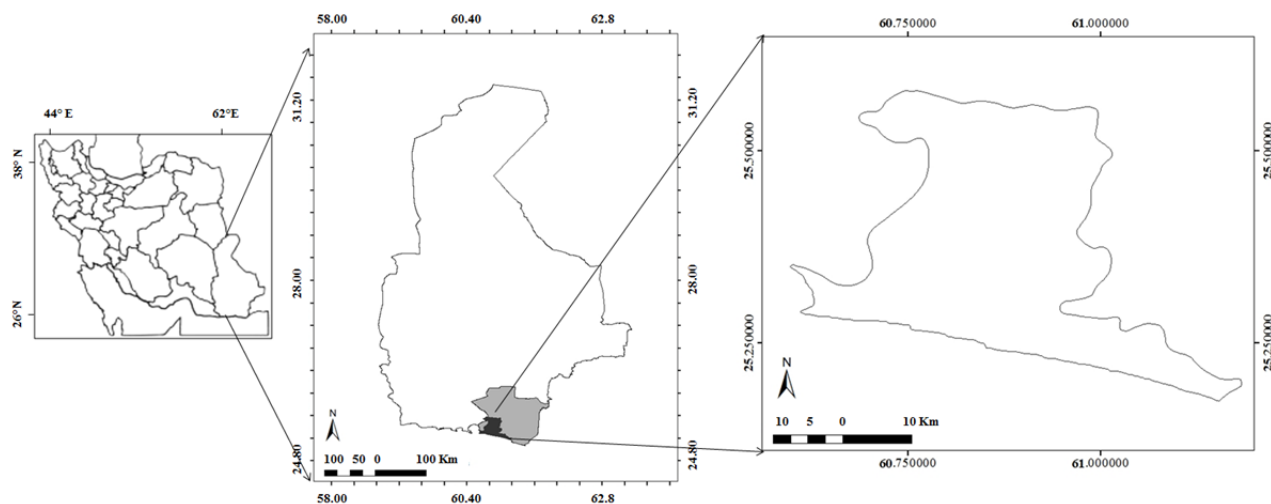 44° E 62°E
38° N
26° N
58.00 60.40 62.8
31.20 31.20
28.00 28.00
24.80 24.80
N
100 50 0 100 Km
58.00 60.40 62.8
60.750000 61.000000
25.500000 25.500000
25.250000 25.250000
N
10 5 0 10 Km
60.750000 61.000000